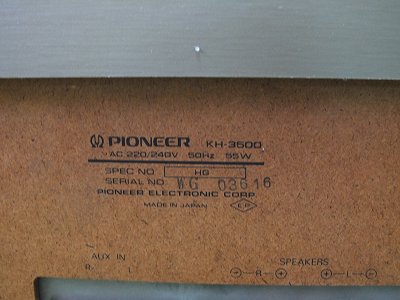 PIONEER KH-3500
AC 220/240V 50Hz 55W
SPEC NO HG
SERIAL NO WG 03616
PIONEER ELECTRONIC CORP.
MADE IN JAPAN
AUX IN
R L
SPEAKERS
- R + + L -